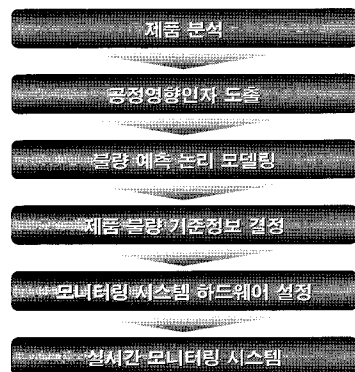 제품 분석
공정영향인자 도출
불량 예측 논리 모델링
제품 불량 기준정보 결정
모니터링 시스템 하드웨어 설정
실시간 모니터링 시스템